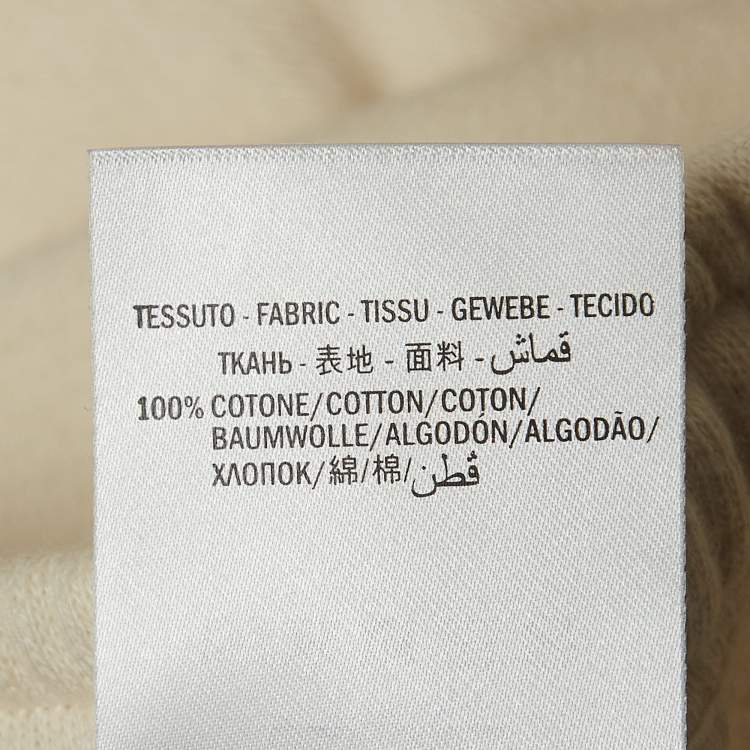 TESSUTO - FABRIC - TISSU - GEWEBE - TECIDO
ТКАНЬ - 表地 - 面料 - قماش
100% COTONE/COTTON/COTON/
BAUMWOLLE/ALGODÓN/ALGODÃO/
ХЛОПОК/綿/棉/قطن